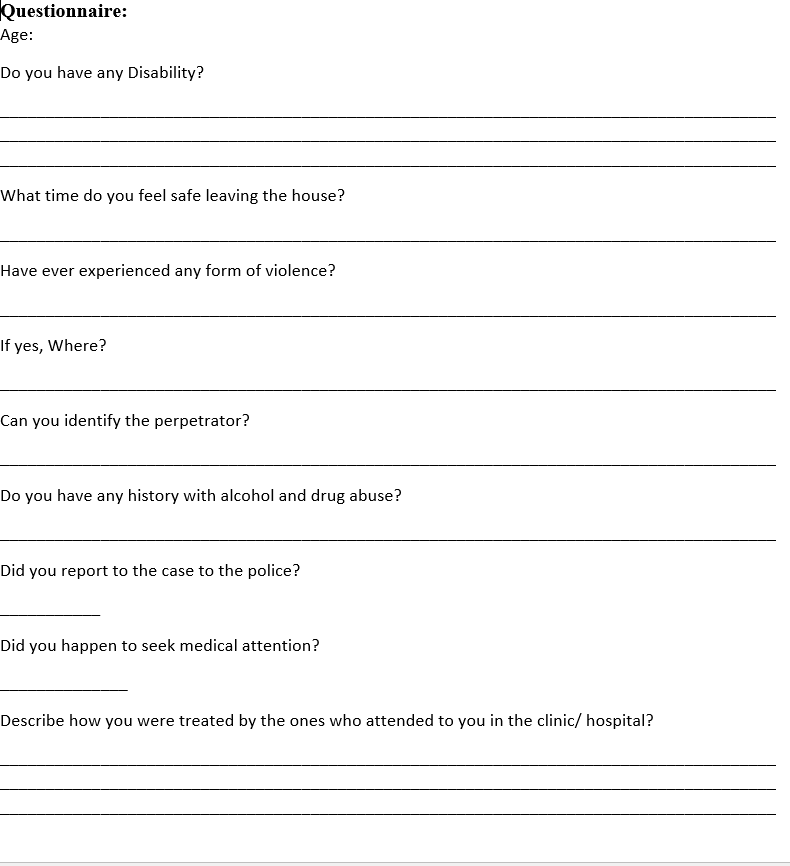 Questionnaire:
Age:
Do you have any Disability?
What time do you feel safe leaving the house?
Have ever experienced any form of violence?
If yes, Where?
Can you identify the perpetrator?
Do you have any history with alcohol and drug abuse?
Did you report to the case to the police?
Did you happen to seek medical attention?
Describe how you were treated by the ones who attended to you in the clinic/ hospital?